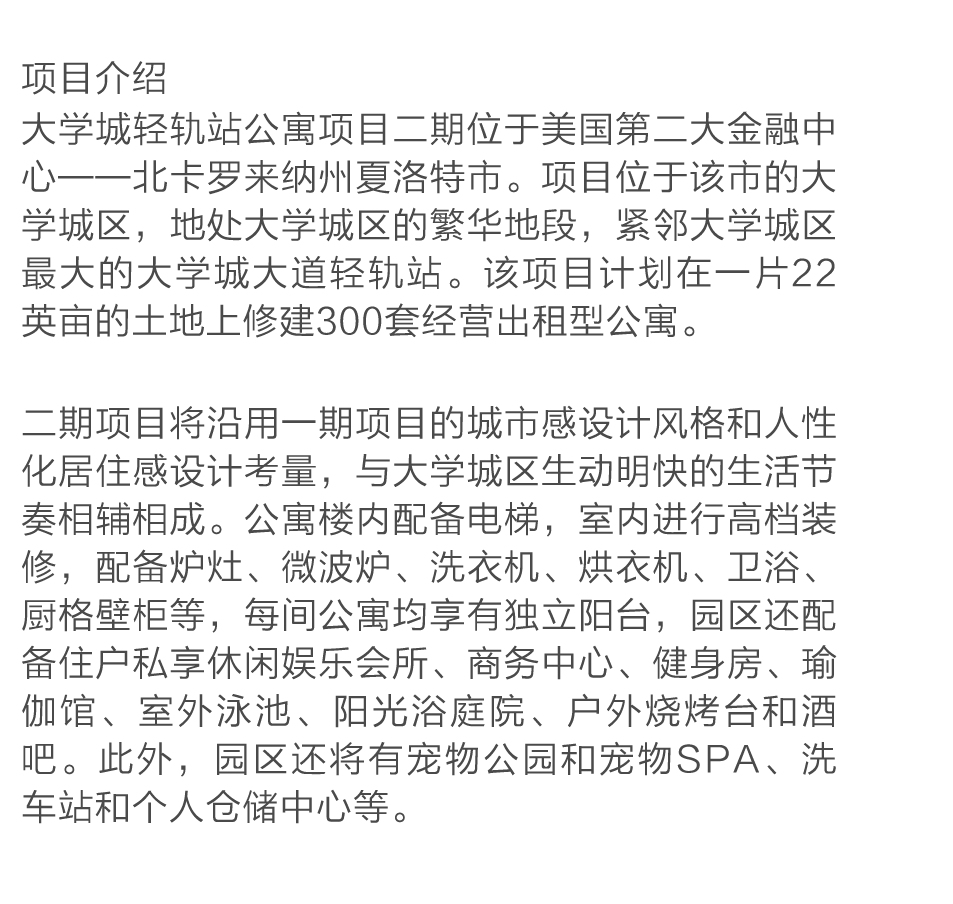 项目介绍
大学城轻轨站公寓项目二期位于美国第二大金融中
心——北卡罗来纳州夏洛特市。项目位于该市的大
学城区，地处大学城区的繁华地段，紧邻大学城区
最大的大学城大道轻轨站。该项目计划在一片22
英亩的土地上修建300套经营出租型公寓。
二期项目将沿用一期项目的城市感设计风格和人性
化居住感设计考量，与大学城区生动明快的生活节
奏相辅相成。公寓楼内配备电梯，室内进行高档装
修，配备炉灶、微波炉、洗衣机、烘衣机、卫浴、
厨格壁柜等，每间公寓均享有独立阳台，园区还配
备住户私享休闲娱乐会所、商务中心、健身房、瑜
伽馆、室外泳池、阳光浴庭院、户外烧烤台和酒
吧。此外，园区还将有宠物公园和宠物SPA、洗
车站和个人仓储中心等。